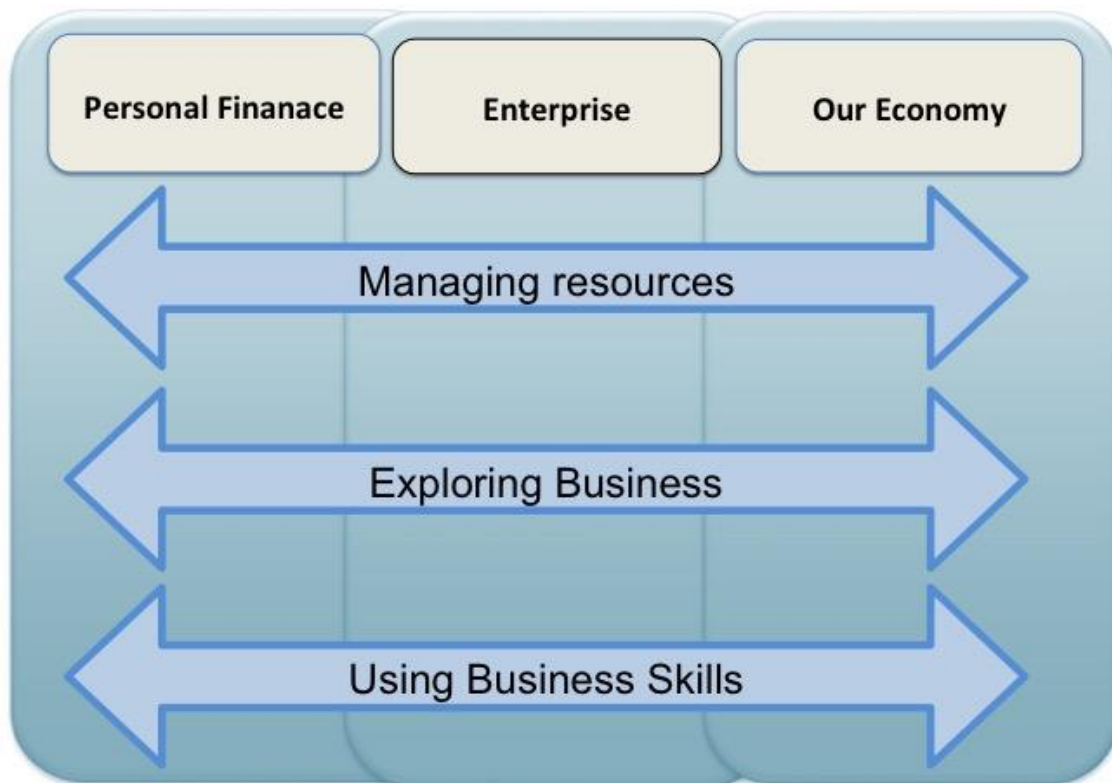 Personal Finanace
Enterprise
Our Economy
Managing resources
Exploring Business
Using Business Skills